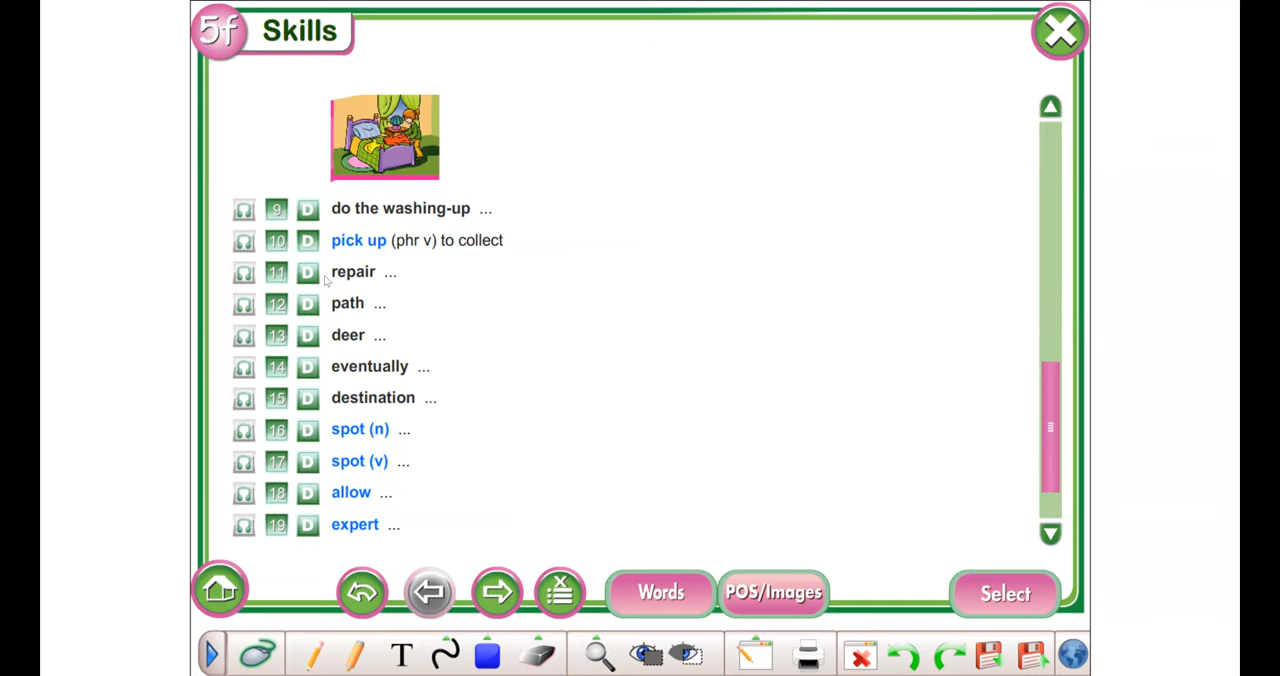 5f Skills
9 D do the washing-up ...
10 D pick up (phr v) to collect
11 D repair ...
12 D path ...
13 D deer ...
14 D eventually ...
15 D destination ...
16 D spot (n) ...
17 D spot (v) ...
18 D allow ...
19 D expert ...
Words POS/Images Select
T